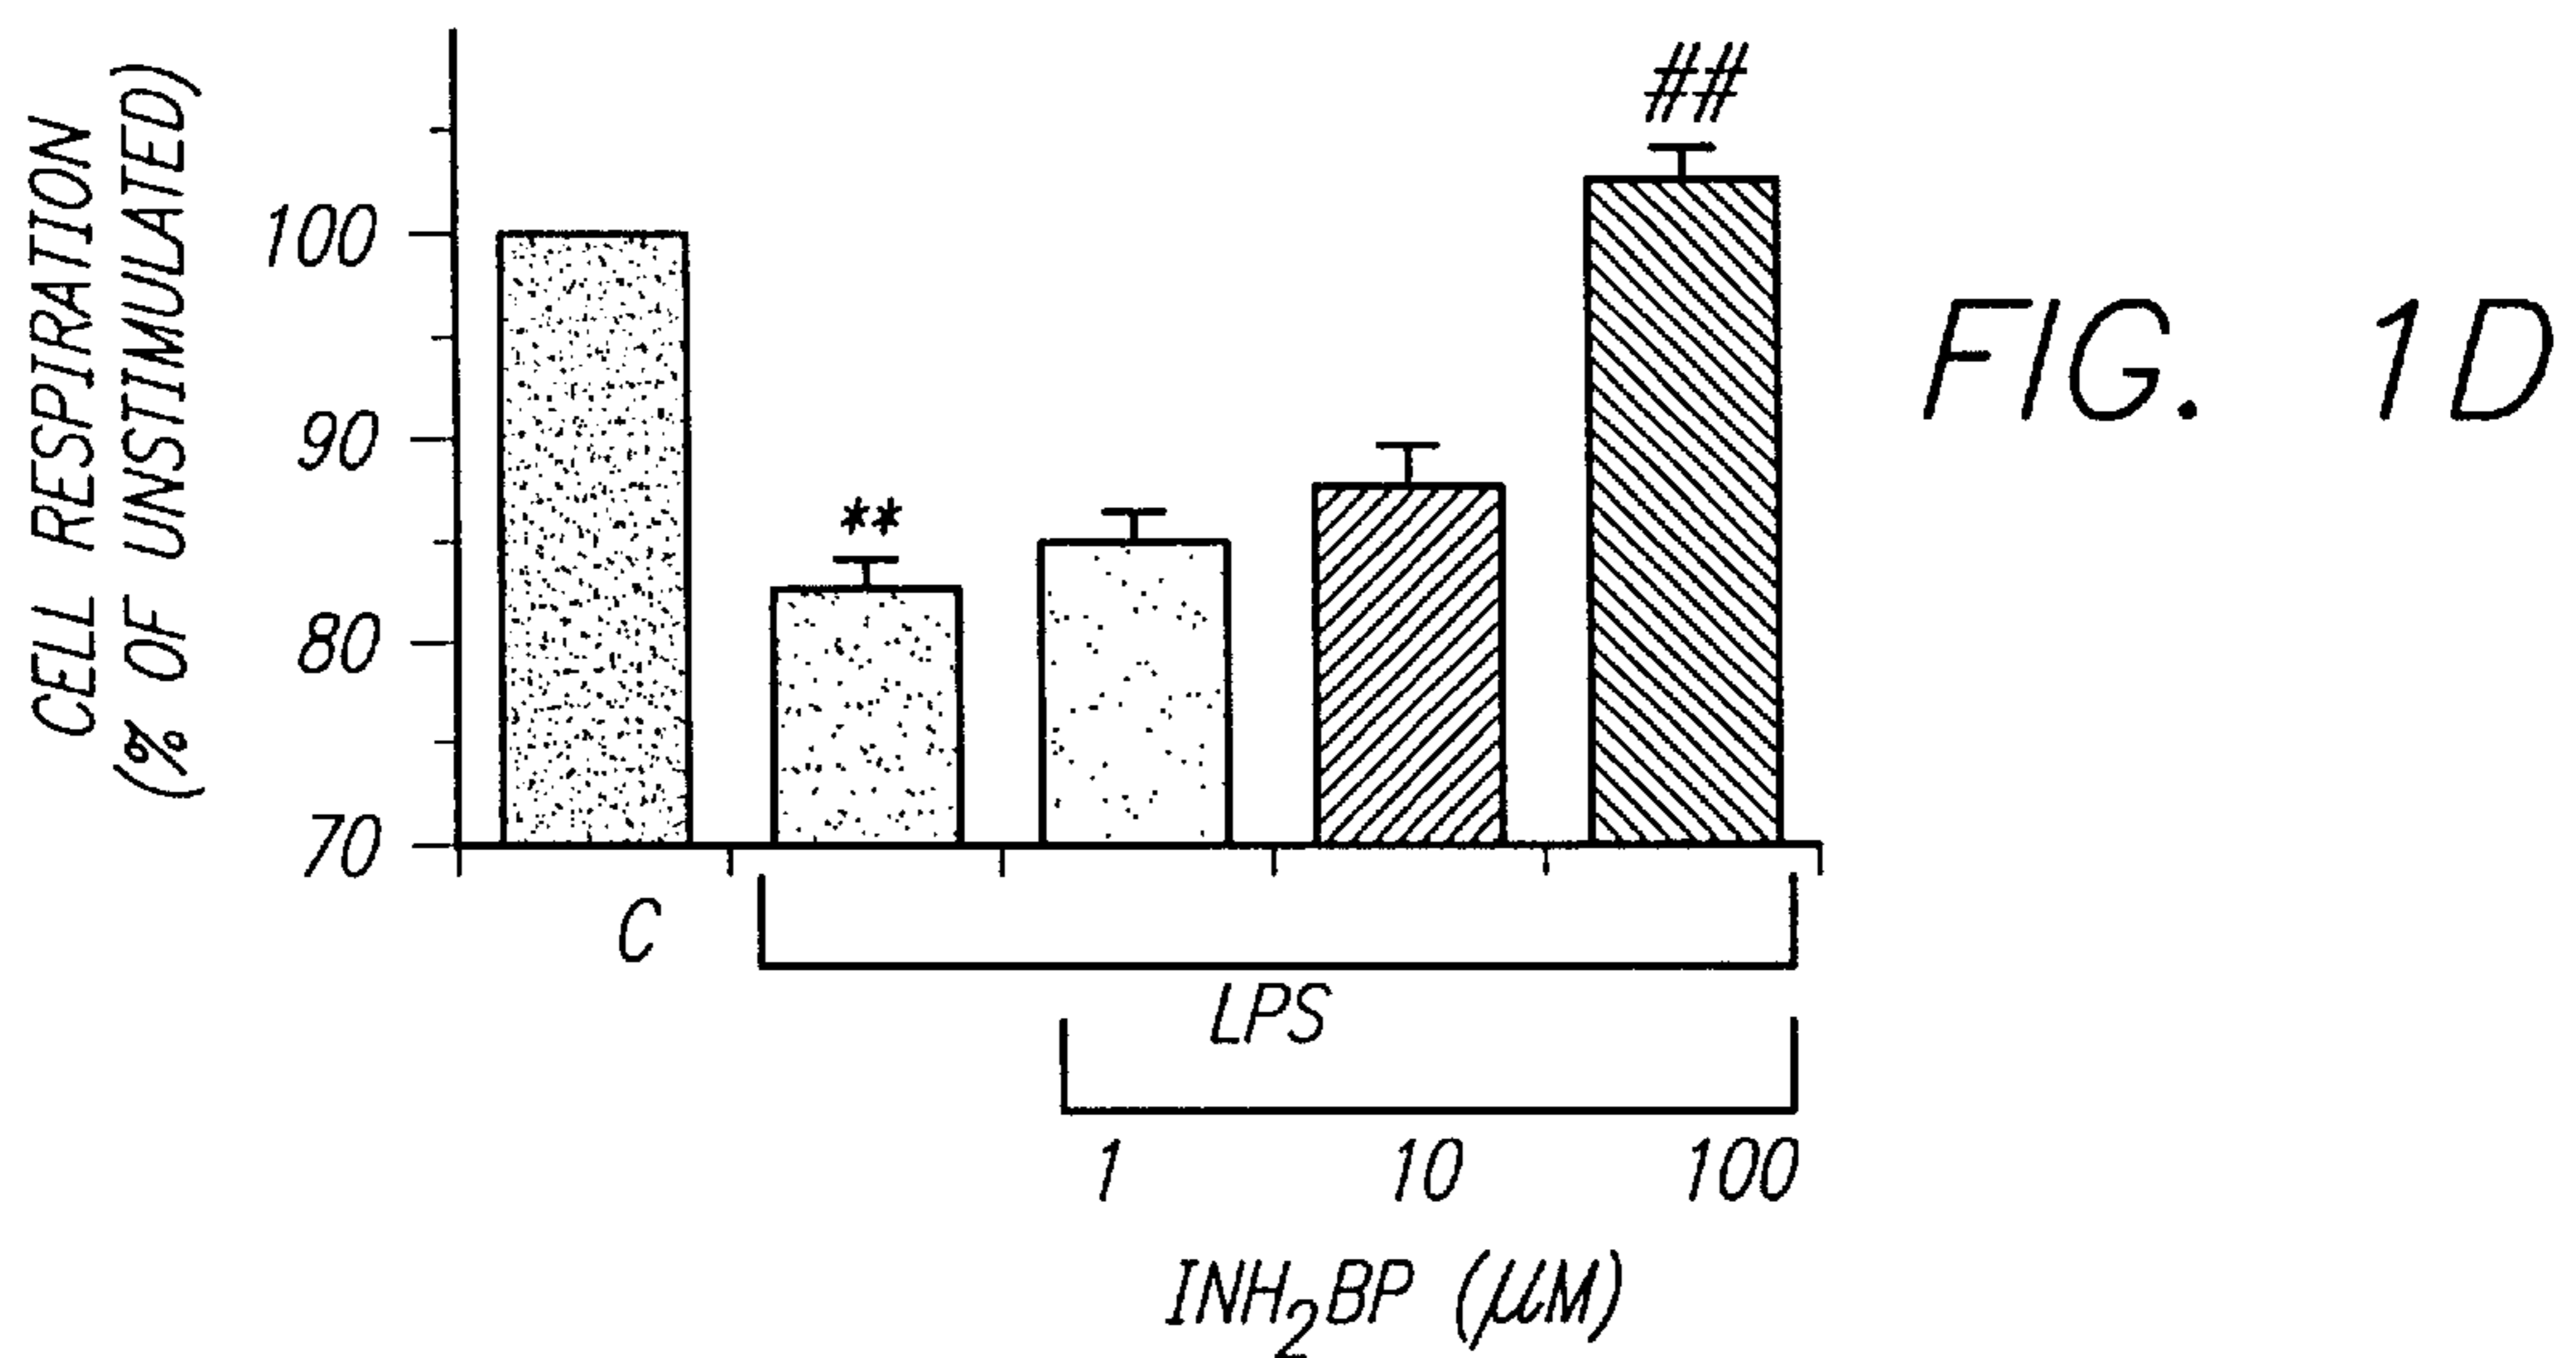 CELL RESPIRATION
(% OF UNSTIMULATED)
100
90
80
70
**
##
C
LPS
1 10 100
INH₂BP (μM)
FIG. 1D